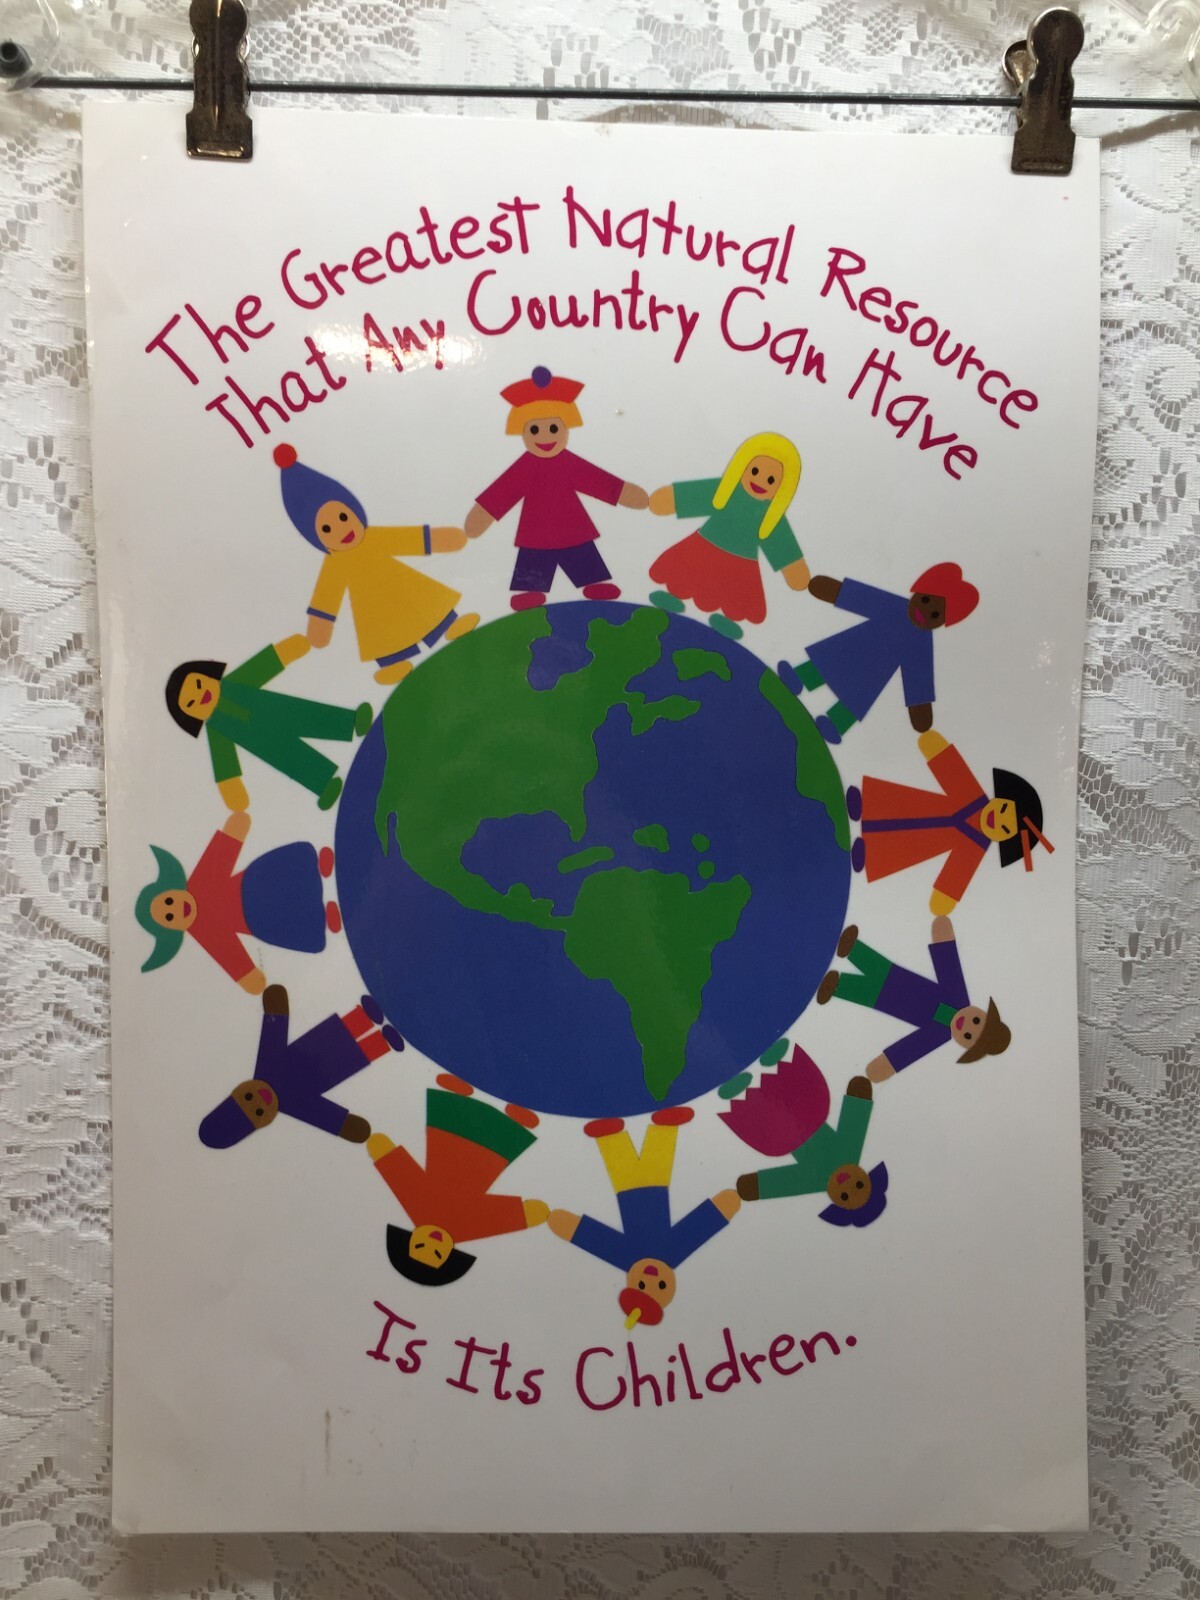 The Greatest Natural Resource
That Any Country Can Have
Is Its Children.